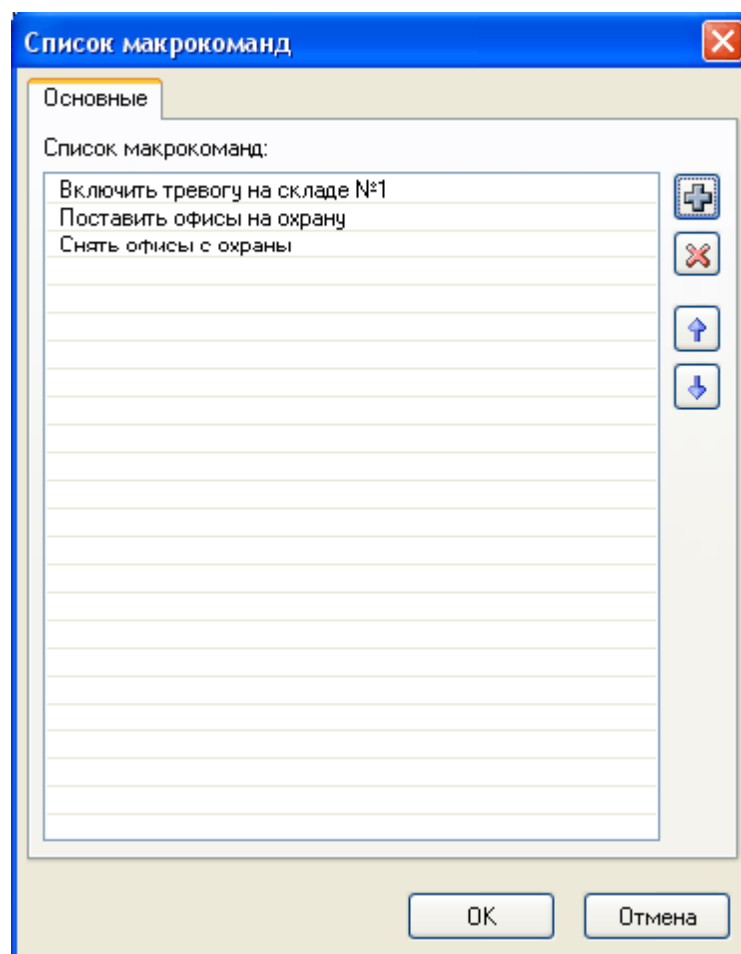 Список макрокоманд
Основные
Список макрокоманд:
Включить тревогу на складе №1
Поставить офисы на охрану
Снять офисы с охраны
OK
Отмена